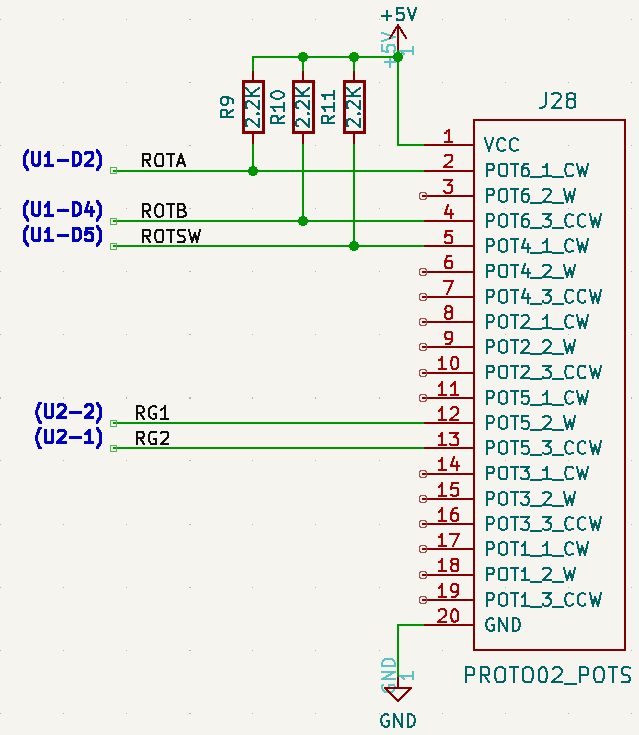 +5V
+5V
1
R9
2.2K
R10
2.2K
R11
2.2K
J28
(U1-D2)
ROTA
(U1-D4)
ROTB
(U1-D5)
ROTSW
(U2-2)
RG1
(U2-1)
RG2
1 VCC
2 POT6_1_CW
3 POT6_2_W
4 POT6_3_CCW
5 POT4_1_CW
6 POT4_2_W
7 POT4_3_CCW
8 POT2_1_CW
9 POT2_2_W
10 POT2_3_CCW
11 POT5_1_CW
12 POT5_2_W
13 POT5_3_CCW
14 POT3_1_CW
15 POT3_2_W
16 POT3_3_CCW
17 POT1_1_CW
18 POT1_2_W
19 POT1_3_CCW
20 GND
GND
1
PROTO02_POTS
GND